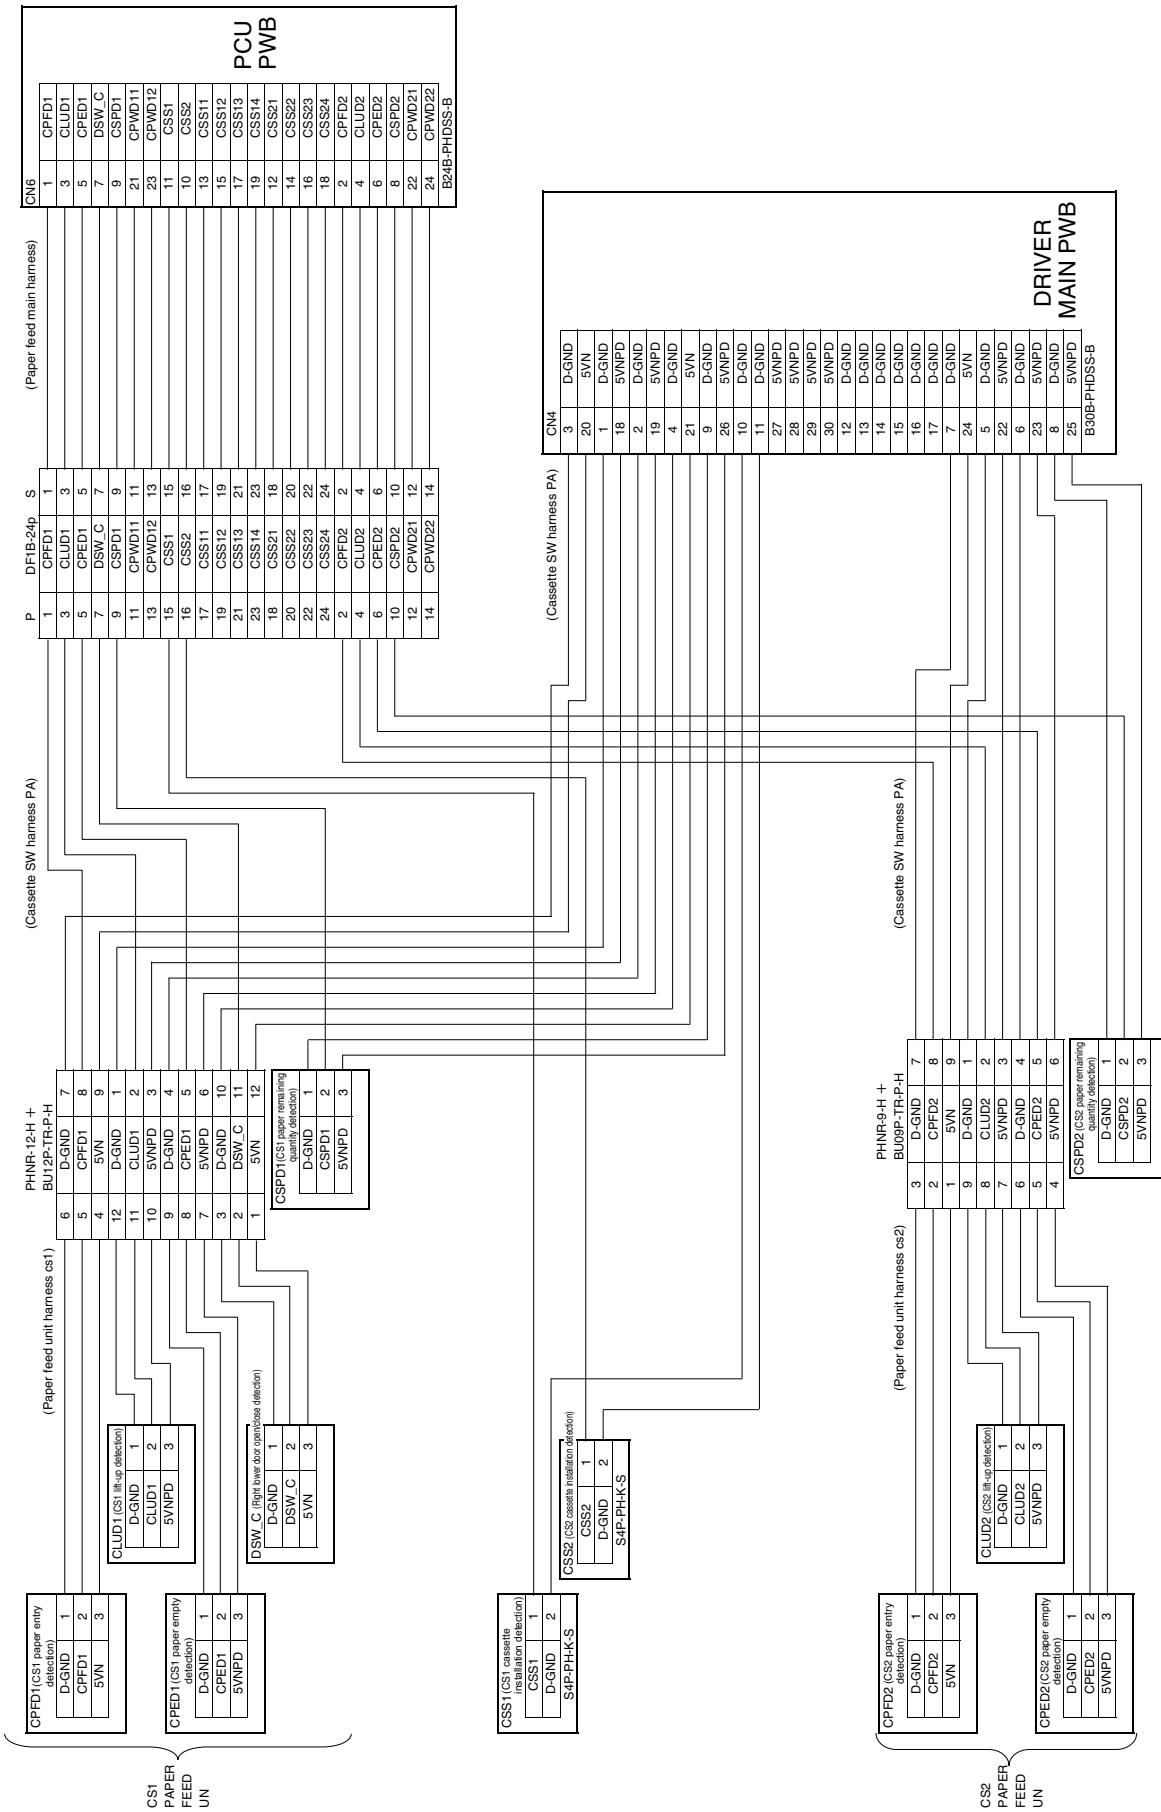 PCU
PWB
CN6
1 CPFD1
3 CLUD1
5 CPED1
7 DSW_C
9 CSPD1
21 CPWD11
23 CPWD12
11 CSS1
10 CSS2
13 CSS11
15 CSS12
17 CSS13
19 CSS14
12 CSS21
14 CSS22
16 CSS23
18 CSS24
2 CPFD2
4 CLUD2
6 CPED2
8 CSPD2
22 CPWD21
24 CPWD22
B24B-PHDSS-B
(Paper feed main harness)
P DF1B-24p S
1 CPFD1 1
3 CLUD1 3
5 CPED1 5
7 DSW_C 7
9 CSPD1 9
11 CPWD11 11
13 CPWD12 13
15 CSS1 15
16 CSS2 16
17 CSS11 17
19 CSS12 19
21 CSS13 21
23 CSS14 23
18 CSS21 18
20 CSS22 20
22 CSS23 22
24 CSS24 24
2 CPFD2 2
4 CLUD2 4
6 CPED2 6
10 CSPD2 10
12 CPWD21 12
14 CPWD22 14
DRIVER
MAIN PWB
CN4
3 D-GND
20 5VN
1 D-GND
18 5VNPD
2 D-GND
19 5VNPD
4 D-GND
21 5VN
9 D-GND
26 5VNPD
10 D-GND
11 D-GND
27 5VNPD
28 5VNPD
29 5VNPD
30 5VNPD
12 D-GND
13 D-GND
14 D-GND
15 D-GND
16 D-GND
17 D-GND
7 D-GND
24 5VN
5 D-GND
22 5VNPD
6 D-GND
23 5VNPD
8 D-GND
25 5VNPD
B30B-PHDSS-B
(Cassette SW harness PA)
(Cassette SW harness PA)
(Cassette SW harness PA)
PHNR-12-H +
BU12P-TR-P-H
6 D-GND 7
5 CPFD1 8
4 5VN 9
12 D-GND 1
11 CLUD1 2
10 5VNPD 3
9 D-GND 4
8 CPED1 5
7 5VNPD 6
3 D-GND 10
2 DSW_C 11
1 5VN 12
CSPD1 (CS1 paper remaining
quantity detection)
D-GND 1
CSPD1 2
5VNPD 3
PHNR-9-H +
BU09P-TR-P-H
3 D-GND 7
2 CPFD2 8
1 5VN 9
9 D-GND 1
8 CLUD2 2
7 5VNPD 3
6 D-GND 4
5 CPED2 5
4 5VNPD 6
CSPD2 (CS2 paper remaining
quantity detection)
D-GND 1
CSPD2 2
5VNPD 3
(Paper feed unit harness cs1)
(Paper feed unit harness cs2)
CLUD1 (CS1 lift-up detection)
D-GND 1
CLUD1 2
5VNPD 3
DSW_C (Right lower door open/close detection)
D-GND 1
DSW_C 2
5VN 3
CSS2 (CS2 cassette installation detection)
CSS2 1
D-GND 2
S4P-PH-K-S
CLUD2 (CS2 lift-up detection)
D-GND 1
CLUD2 2
5VNPD 3
CPFD1 (CS1 paper entry
detection)
D-GND 1
CPFD1 2
5VN 3
CPED1 (CS1 paper empty
detection)
D-GND 1
CPED1 2
5VNPD 3
CSS1 (CS1 cassette
installation detection)
CSS1 1
D-GND 2
S4P-PH-K-S
CPFD2 (CS2 paper entry
detection)
D-GND 1
CPFD2 2
5VN 3
CPED2 (CS2 paper empty
detection)
D-GND 1
CPED2 2
5VNPD 3
CS1
PAPER
FEED
UN
CS2
PAPER
FEED
UN